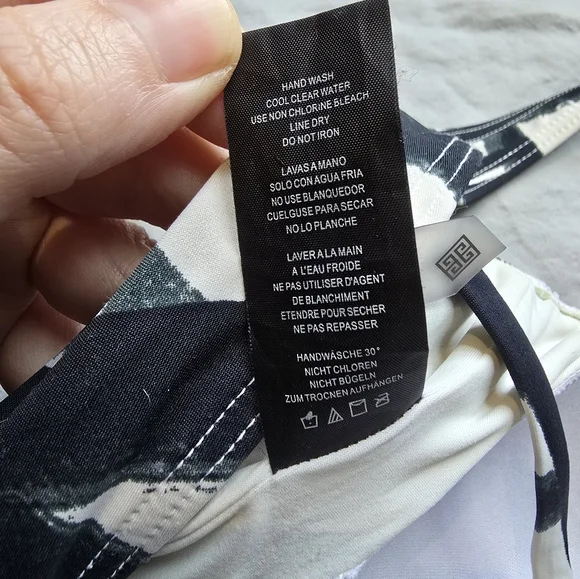 HAND WASH
COOL CLEAR WATER
USE NON CHLORINE BLEACH
LINE DRY
DO NOT IRON
LAVAS A MANO
SOLO CON AGUA FRIA
NO USE BLANQUEDOR
CUELGUSE PARA SECAR
NO LO PLANCHE
LAVER A LA MAIN
A L'EAU FROIDE
NE PAS UTILISER D'AGENT
DE BLANCHIMENT
ETENDRE POUR SECHER
NE PAS REPASSER
HANDWÄSCHE 30°
NICHT CHLOREN
NICHT BÜGELN
ZUM TROCNEN AUFHÄNGEN